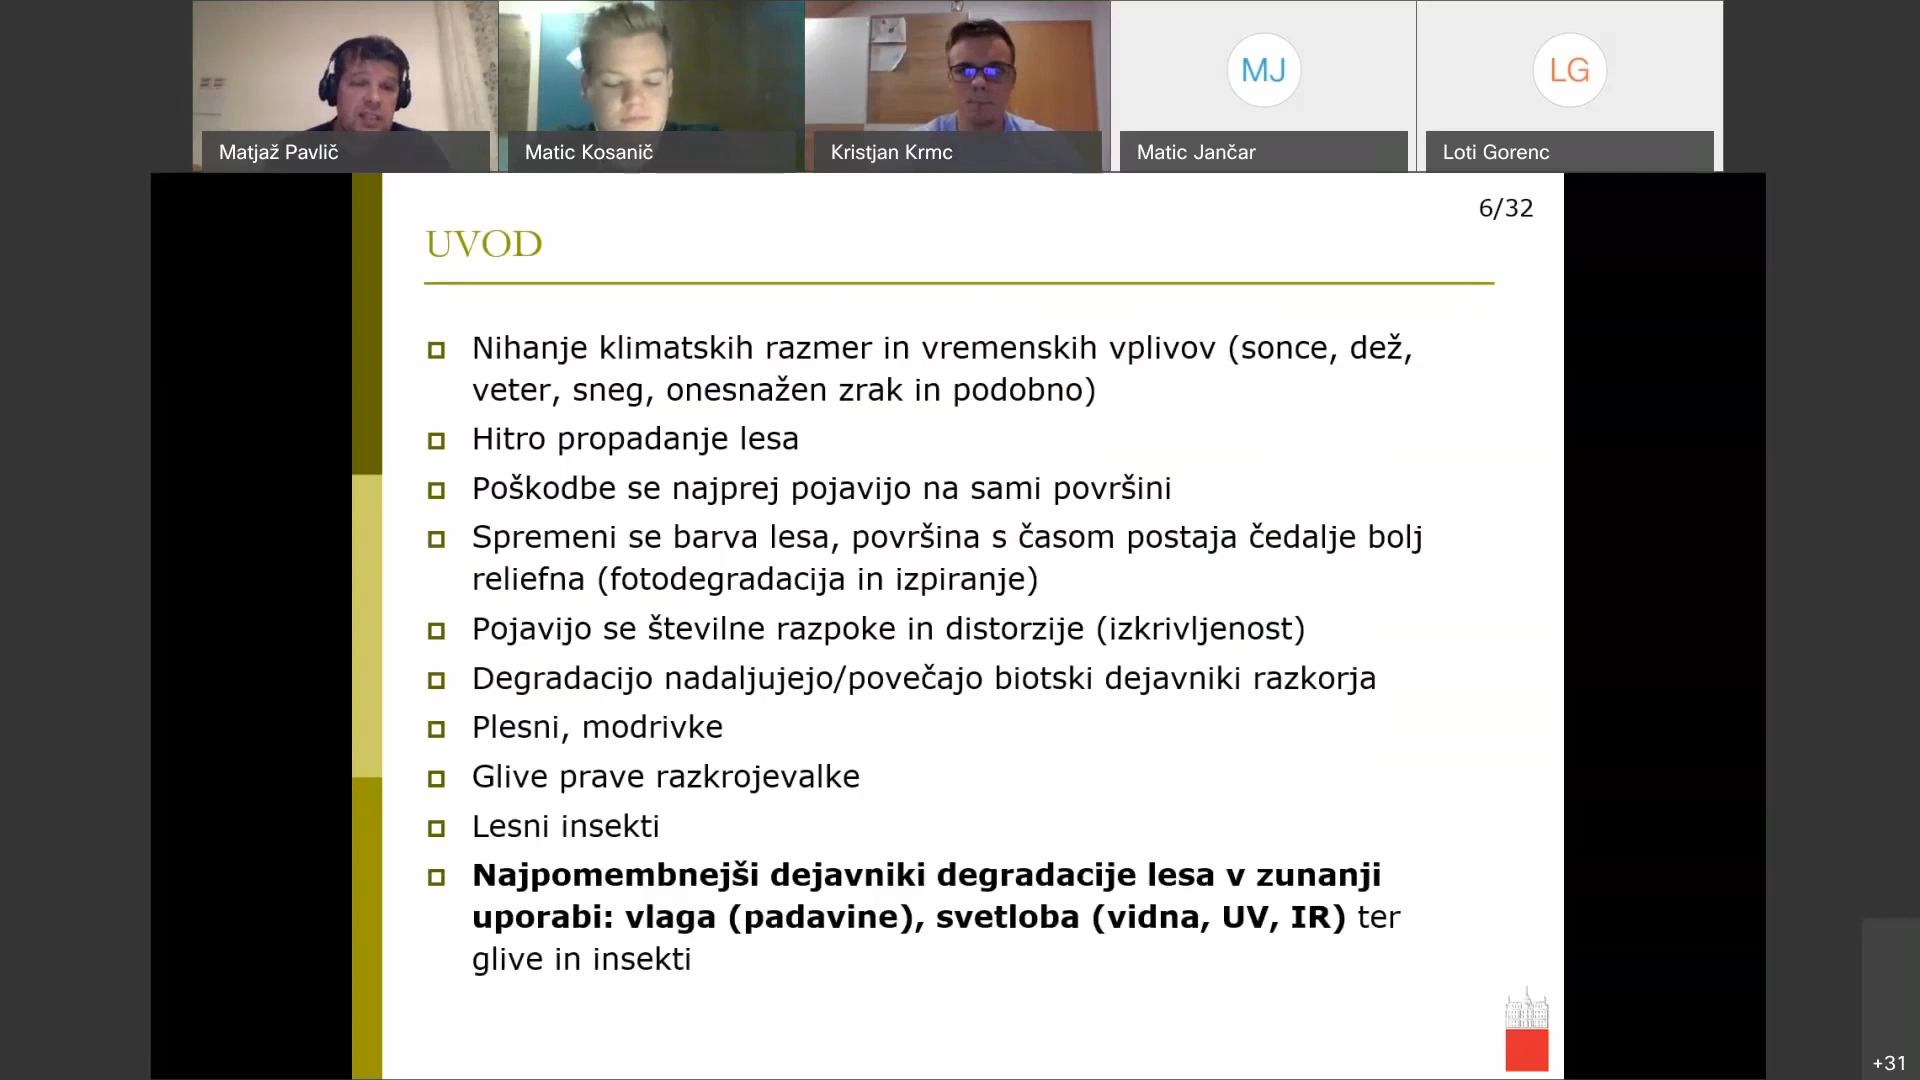 MJ
LG
Matjaž Pavlič
Matic Kosanič
Kristjan Krmc
Matic Jančar
Loti Gorenc
6/32
UVOD
Nihanje klimatskih razmer in vremenskih vplivov (sonce, dež,
veter, sneg, onesnažen zrak in podobno)
Hitro propadanje lesa
Poškodbe se najprej pojavijo na sami površini
Spremeni se barva lesa, površina s časom postaja čedalje bolj
reliefna (fotodegradacija in izpiranje)
Pojavijo se številne razpoke in distorzije (izkrivljenost)
Degradacijo nadaljujejo/povečajo biotski dejavniki razkorja
Plesni, modrivke
Glive prave razkrojevalke
Lesni insekti
Najpomembnejši dejavniki degradacije lesa v zunanji
uporabi: vlaga (padavine), svetloba (vidna, UV, IR) ter
glive in insekti
+31